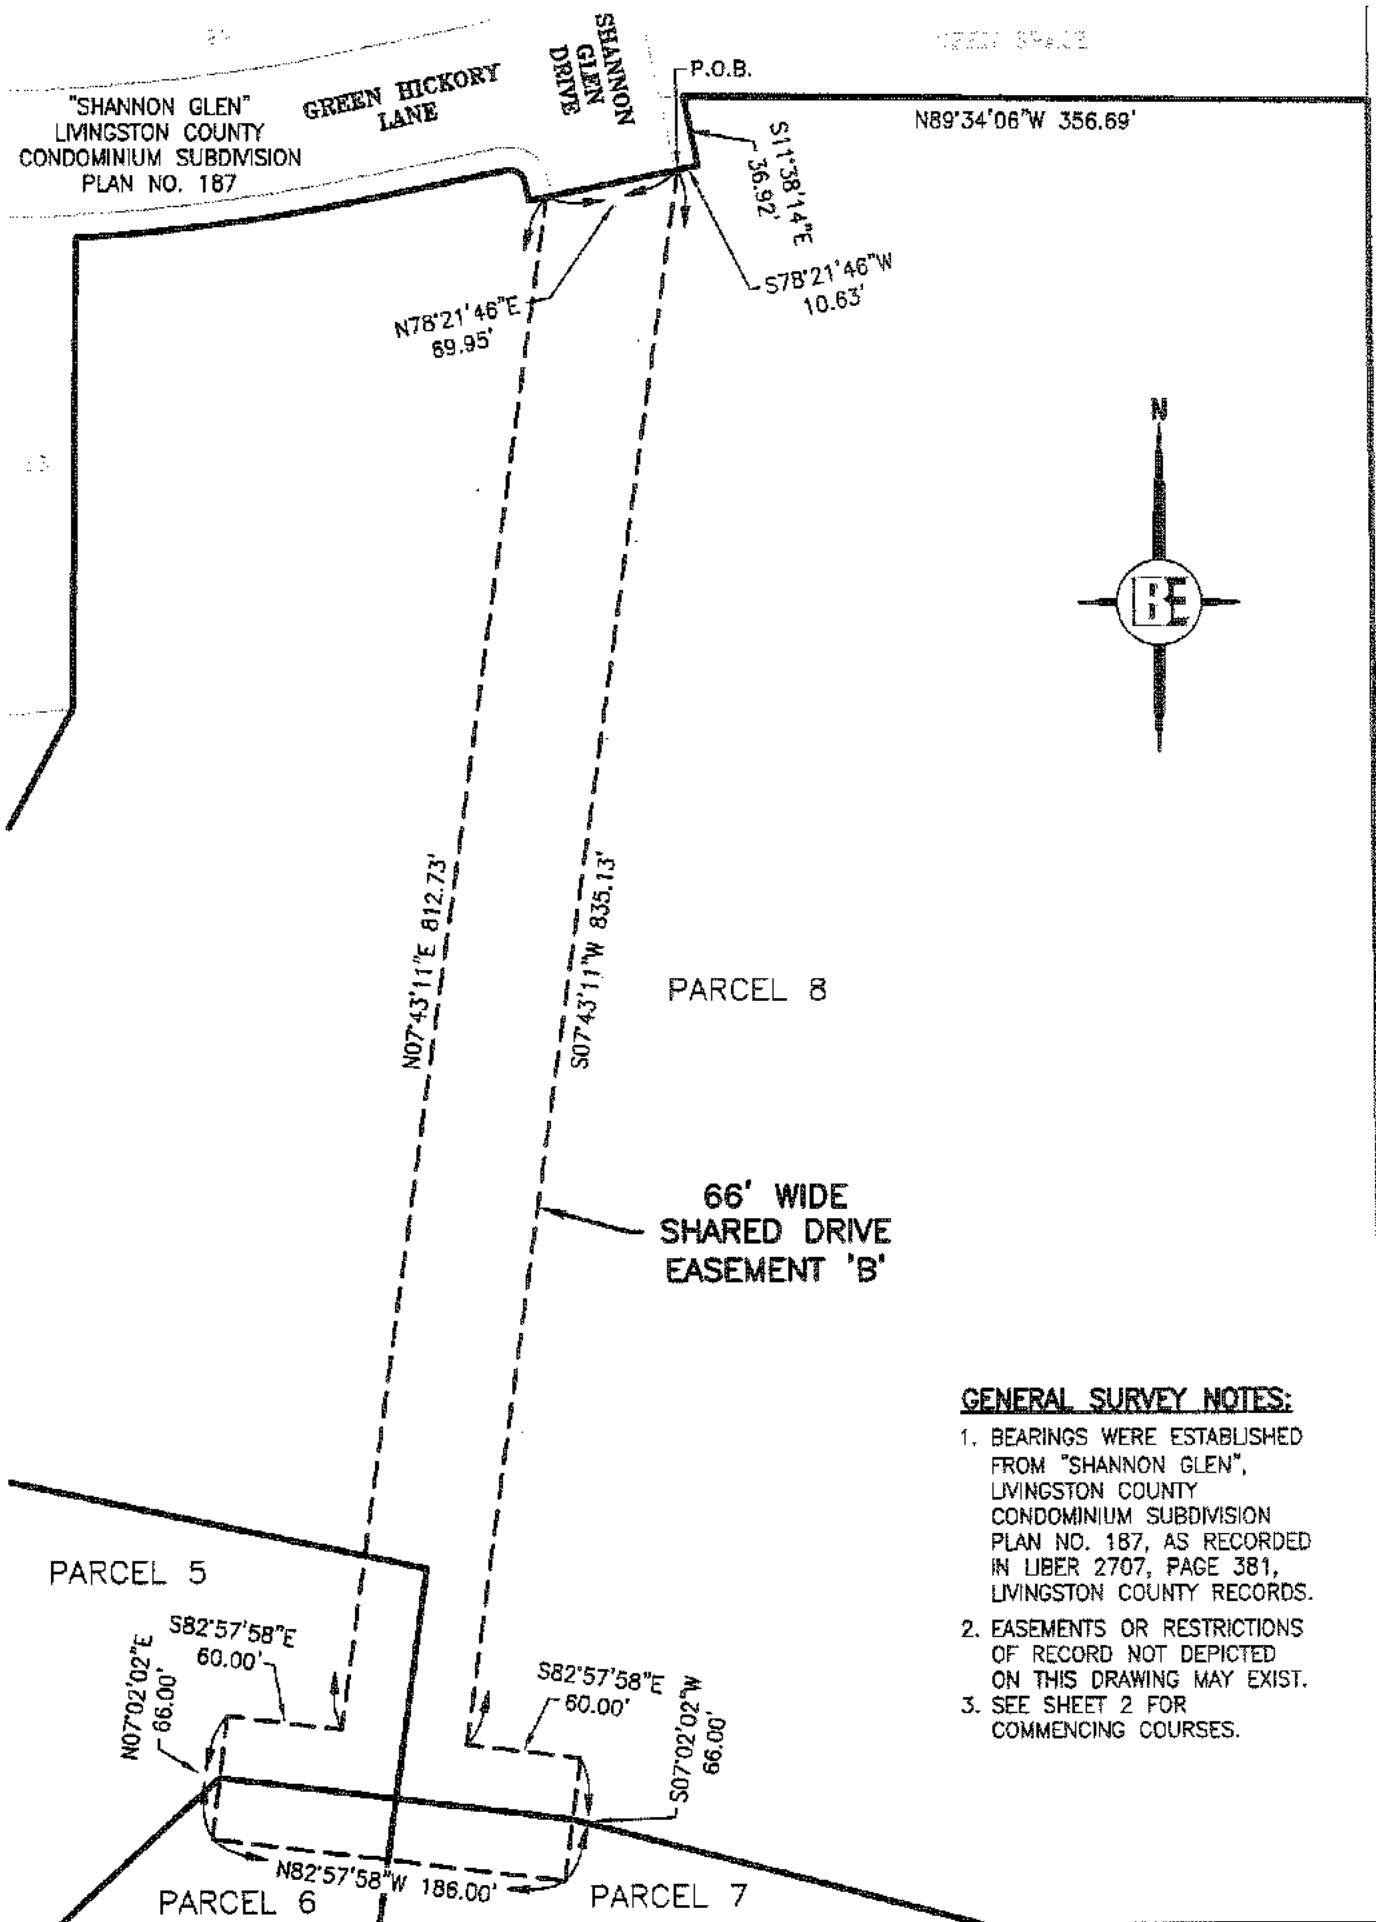 SHANNON
GLEN
DRIVE
P.O.B.
"SHANNON GLEN"
LIVINGSTON COUNTY
CONDOMINIUM SUBDIVISION
PLAN NO. 187
GREEN HICKORY
LANE
N89°34'06"W 356.69'
S11°38'14"E
36.92'
S78°21'46"W
10.63'
N78°21'46"E
69.95'
N
BE
N07°43'11"E 812.73'
S07°43'11"W 835.13'
PARCEL 8
66' WIDE
SHARED DRIVE
EASEMENT 'B'
GENERAL SURVEY NOTES:
1. BEARINGS WERE ESTABLISHED
FROM "SHANNON GLEN",
LIVINGSTON COUNTY
CONDOMINIUM SUBDIVISION
PLAN NO. 187, AS RECORDED
IN LIBER 2707, PAGE 381,
LIVINGSTON COUNTY RECORDS.
2. EASEMENTS OR RESTRICTIONS
OF RECORD NOT DEPICTED
ON THIS DRAWING MAY EXIST.
3. SEE SHEET 2 FOR
COMMENCING COURSES.
PARCEL 5
S82°57'58"E
60.00'
N07°02'02"E
66.00'
S82°57'58"E
60.00'
S07°02'02"W
66.00'
N82°57'58"W 186.00'
PARCEL 6
PARCEL 7